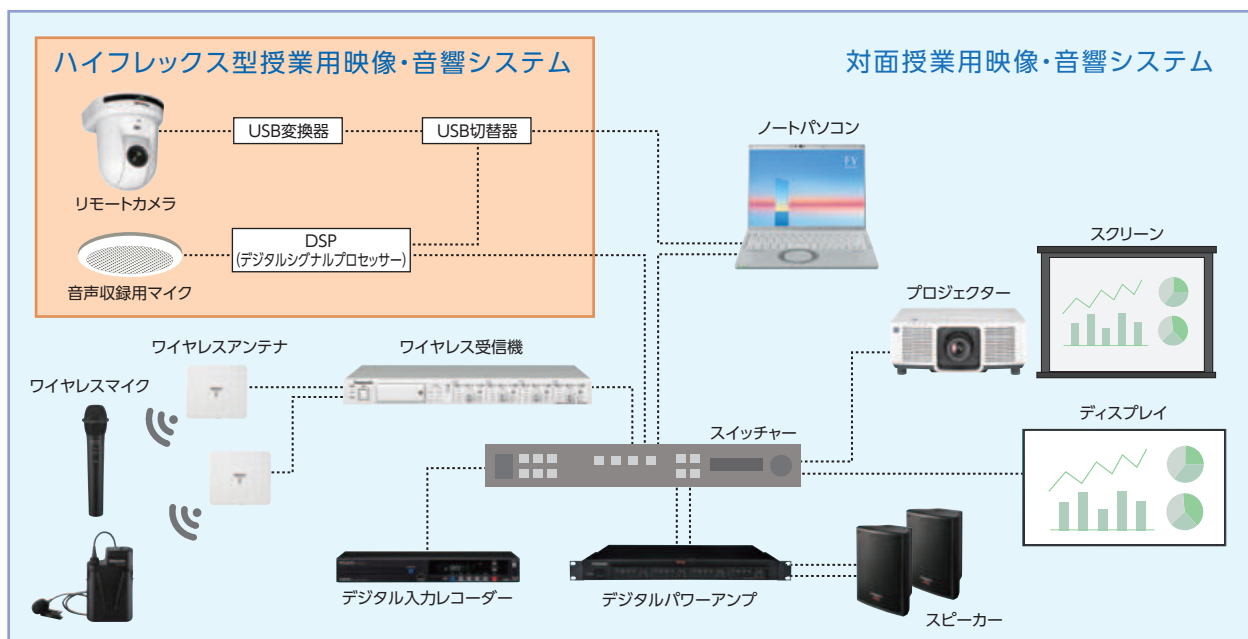 ハイフレックス型授業用映像・音響システム
対面授業用映像・音響システム
USB変換器
USB切替器
ノートパソコン
リモートカメラ
DSP
(デジタルシグナルプロセッサー)
音声収録用マイク
スクリーン
プロジェクター
ワイヤレスアンテナ
ワイヤレス受信機
ワイヤレスマイク
スイッチャー
ディスプレイ
デジタル入力レコーダー
デジタルパワーアンプ
スピーカー